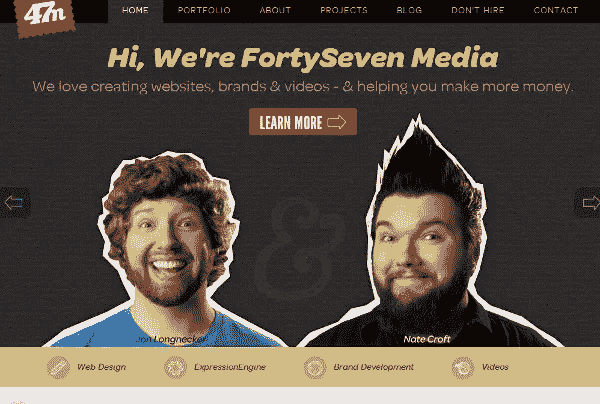 47m
HOME PORTFOLIO ABOUT PROJECTS BLOG DON'T HIRE CONTACT
Hi, We're FortySeven Media
We love creating websites, brands & videos - & helping you make more money.
LEARN MORE
&
Jon Longnecker Nate Croft
Web Design ExpressionEngine Brand Development Videos